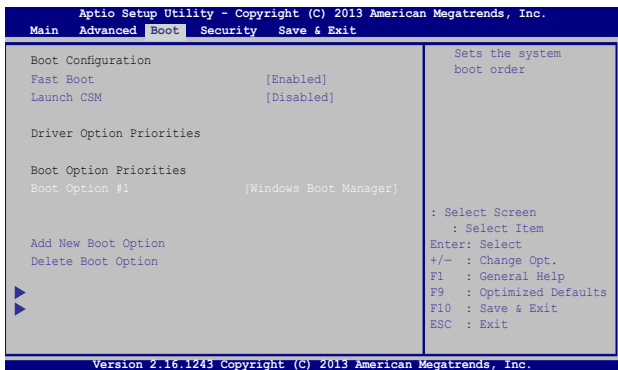 Aptio Setup Utility - Copyright (C) 2013 American Megatrends, Inc.
Main Advanced Boot Security Save & Exit
Boot Configuration
Fast Boot [Enabled]
Launch CSM [Disabled]
Driver Option Priorities
Boot Option Priorities
Boot Option #1 [Windows Boot Manager]
Add New Boot Option
Delete Boot Option
Sets the system
boot order
: Select Screen
: Select Item
Enter: Select
+/— : Change Opt.
F1 : General Help
F9 : Optimized Defaults
F10 : Save & Exit
ESC : Exit
Version 2.16.1243 Copyright (C) 2013 American Megatrends, Inc.